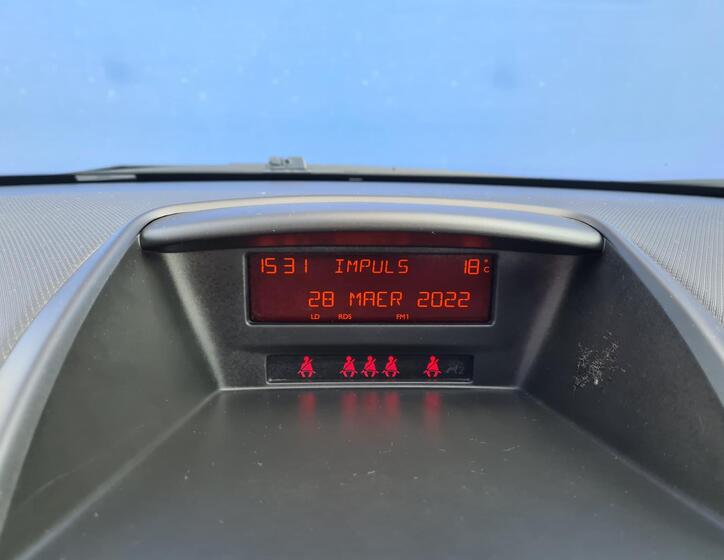 15 31 IMPULS 18°C
28 MAER 2022
LD RDS FM1